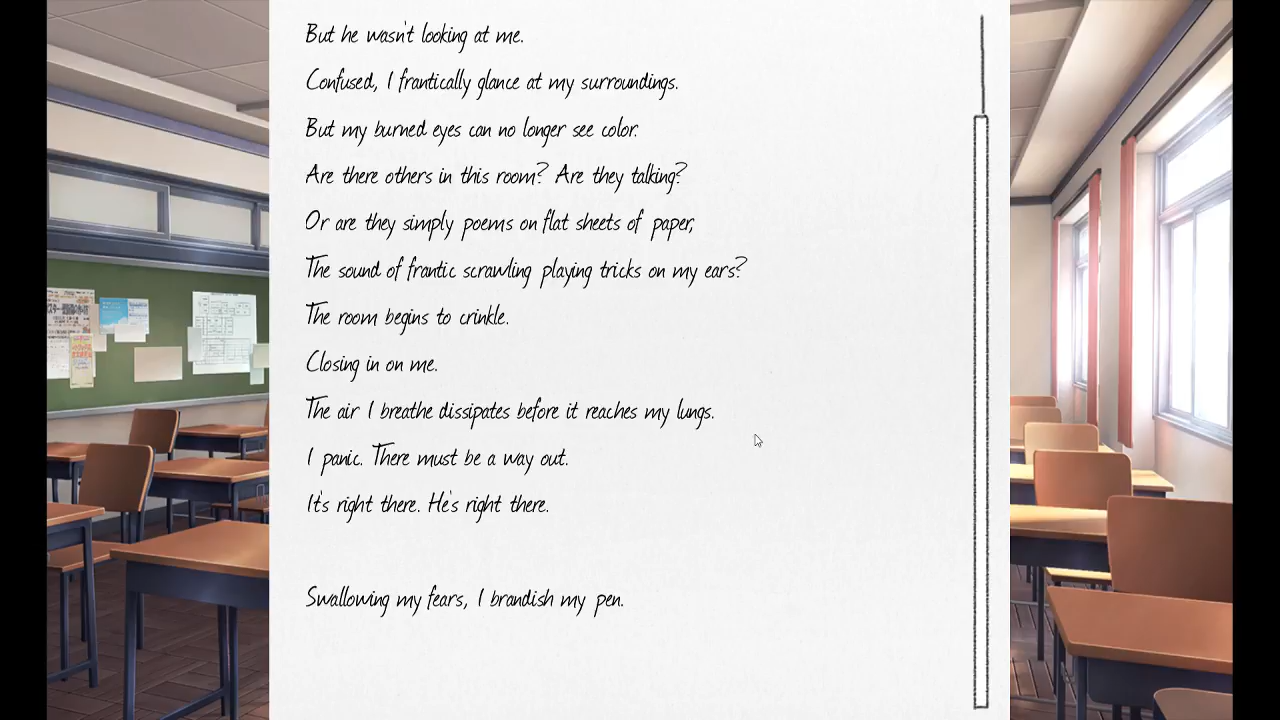 But he wasn't looking at me.
Confused, I frantically glance at my surroundings.
But my burned eyes can no longer see color.
Are there others in this room? Are they talking?
Or are they simply poems on flat sheets of paper,
The sound of frantic scrawling playing tricks on my ears?
The room begins to crinkle.
Closing in on me.
The air I breathe dissipates before it reaches my lungs.
I panic. There must be a way out.
It's right there. He's right there.
Swallowing my fears, I brandish my pen.